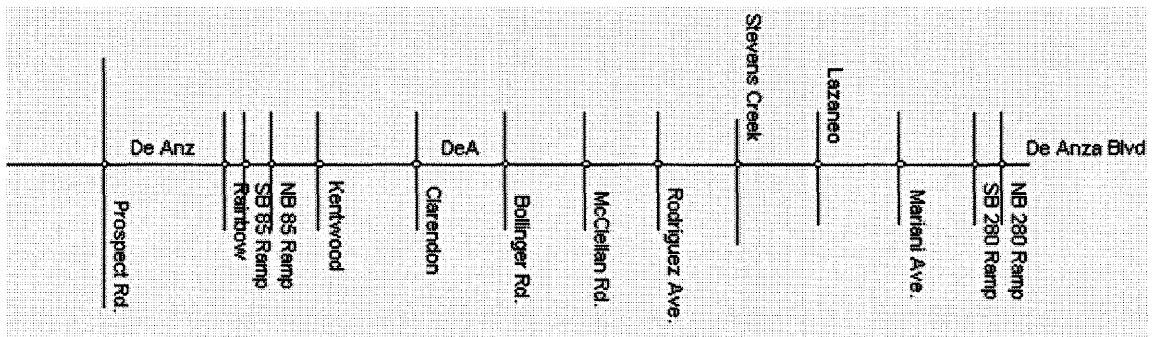 De Anz
DeA
De Anza Blvd
Prospect Rd.
Rainbow
SB 85 Ramp
NB 85 Ramp
Kentwood
Clarendon
Bollinger Rd.
McClellan Rd.
Rodriguez Ave.
Stevens Creek
Lazaneo
Mariani Ave.
SB 280 Ramp
NB 280 Ramp